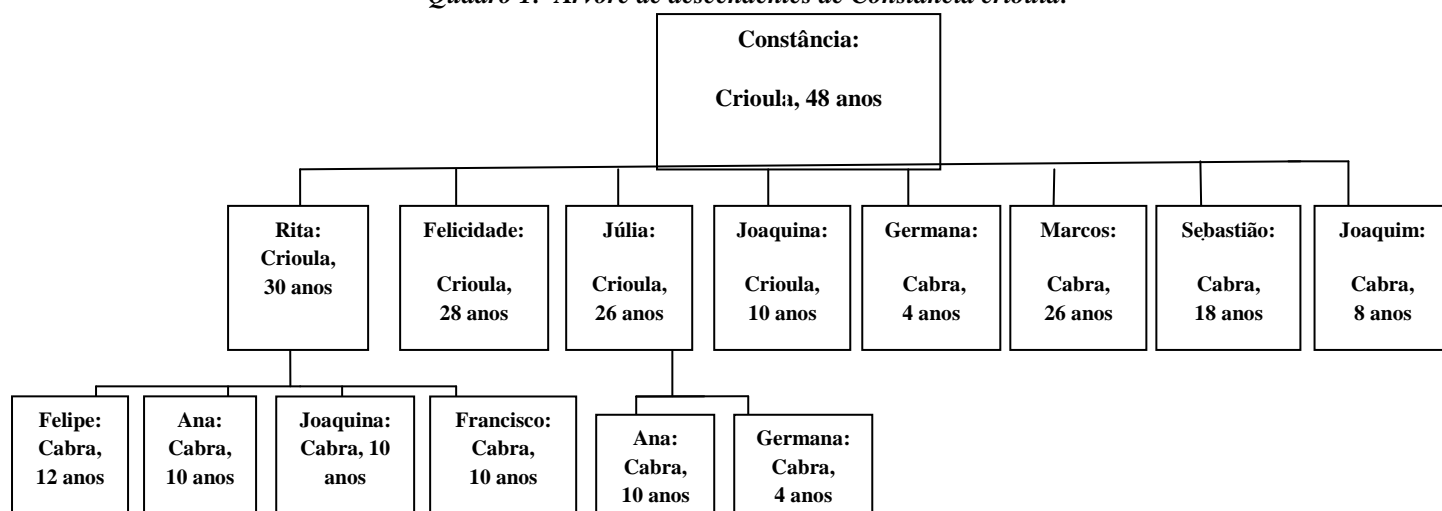 Quadro 1: Árvore de descendentes de Constância crioula.
Constância:
Crioula, 48 anos
Rita:
Crioula,
30 anos
Felicidade:
Crioula,
28 anos
Júlia:
Crioula,
26 anos
Joaquina:
Crioula,
10 anos
Germana:
Cabra,
4 anos
Marcos:
Cabra,
26 anos
Sebastião:
Cabra,
18 anos
Joaquim:
Cabra,
8 anos
Felipe:
Cabra,
12 anos
Ana:
Cabra,
10 anos
Joaquina:
Cabra, 10
anos
Francisco:
Cabra,
10 anos
Ana:
Cabra,
10 anos
Germana:
Cabra,
4 anos